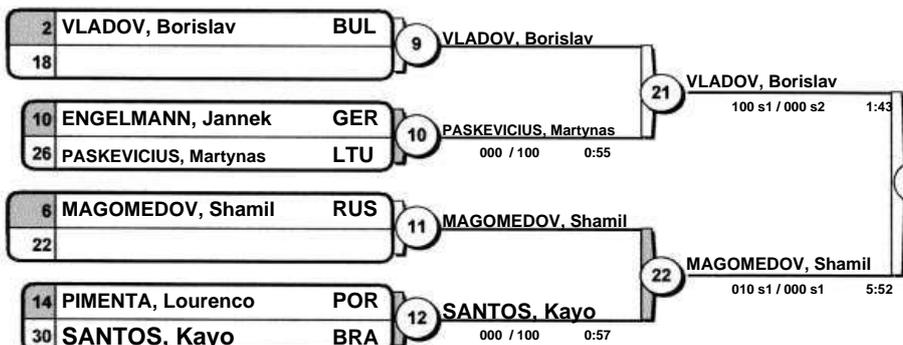 2 VLADOV, Borislav BUL
18
9 VLADOV, Borislav
10 ENGELMANN, Jannek GER
26 PASKEVICIUS, Martynas LTU
10 PASKEVICIUS, Martynas
000 / 100 0:55
21 VLADOV, Borislav
100 s1 / 000 s2 1:43
6 MAGOMEDOV, Shamil RUS
22
11 MAGOMEDOV, Shamil
14 PIMENTA, Lourenco POR
30 SANTOS, Kayo BRA
12 SANTOS, Kayo
000 / 100 0:57
22 MAGOMEDOV, Shamil
010 s1 / 000 s1 5:52